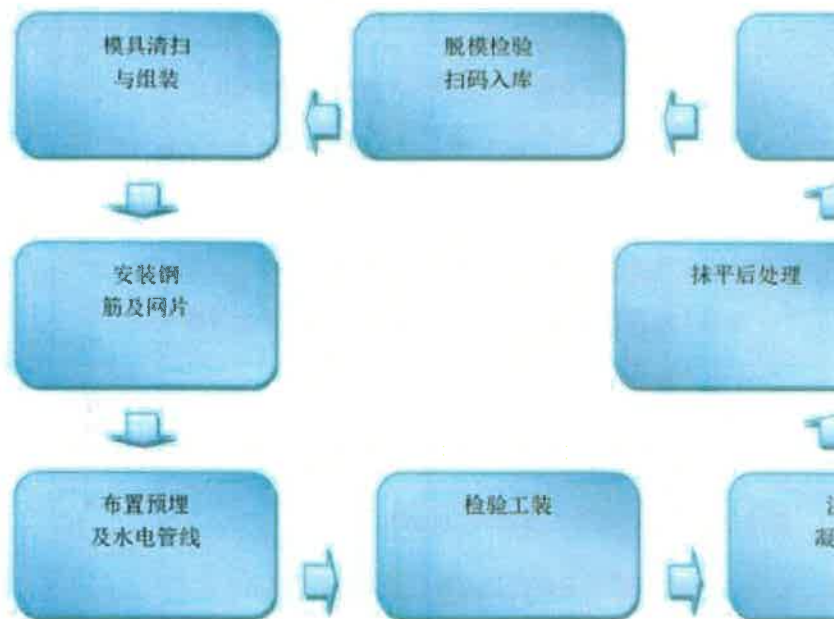 模具清扫
与组装
脱模检验
扫码入库
安装钢
筋及网片
抹平后处理
布置预埋
及水电管线
检验工装
凝